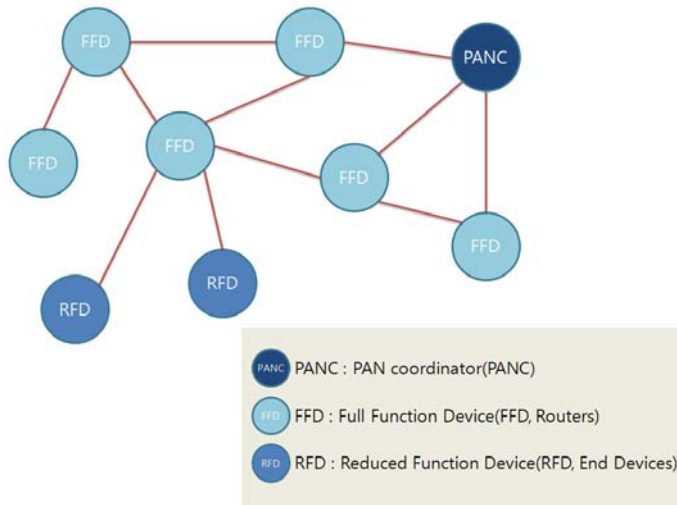 FFD
FFD
PANC
FFD
FFD
FFD
FFD
RFD
RFD
PANC PANC : PAN coordinator(PANC)
FFD FFD : Full Function Device(FFD, Routers)
RFD RFD : Reduced Function Device(RFD, End Devices)